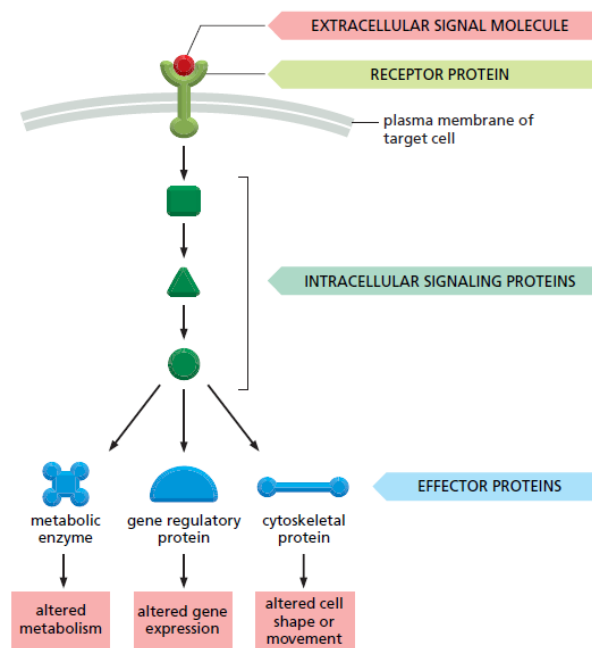 EXTRACELLULAR SIGNAL MOLECULE
RECEPTOR PROTEIN
plasma membrane of
target cell
INTRACELLULAR SIGNALING PROTEINS
EFFECTOR PROTEINS
metabolic
enzyme
gene regulatory
protein
cytoskeletal
protein
altered
metabolism
altered gene
expression
altered cell
shape or
movement